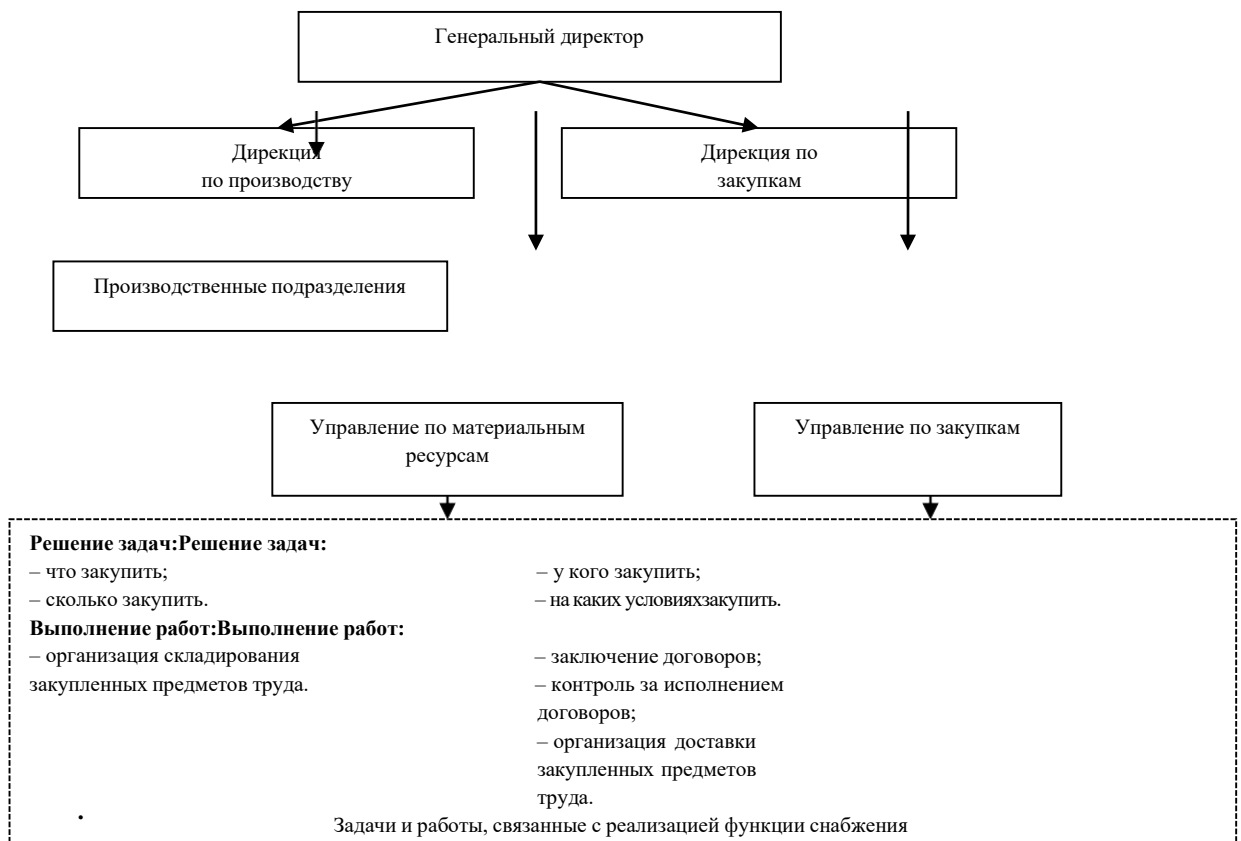 Генеральный директор
Дирекция
по производству
Дирекция по
закупкам
Производственные подразделения
Управление по материальным
ресурсам
Управление по закупкам
Решение задач:Решение задач:
– что закупить;
– сколько закупить.
– у кого закупить;
– на каких условияхзакупить.
Выполнение работ:Выполнение работ:
– организация складирования
закупленных предметов труда.
– заключение договоров;
– контроль за исполнением
договоров;
– организация доставки
закупленных предметов
труда.
Задачи и работы, связанные с реализацией функции снабжения